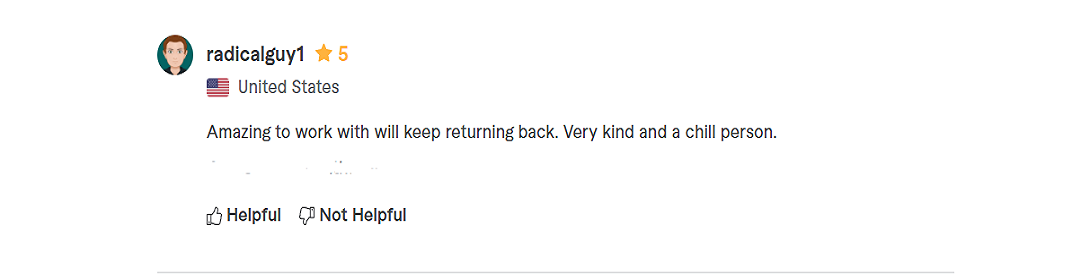 radicalguy1 5
United States
Amazing to work with will keep returning back. Very kind and a chill person.
Helpful Not Helpful